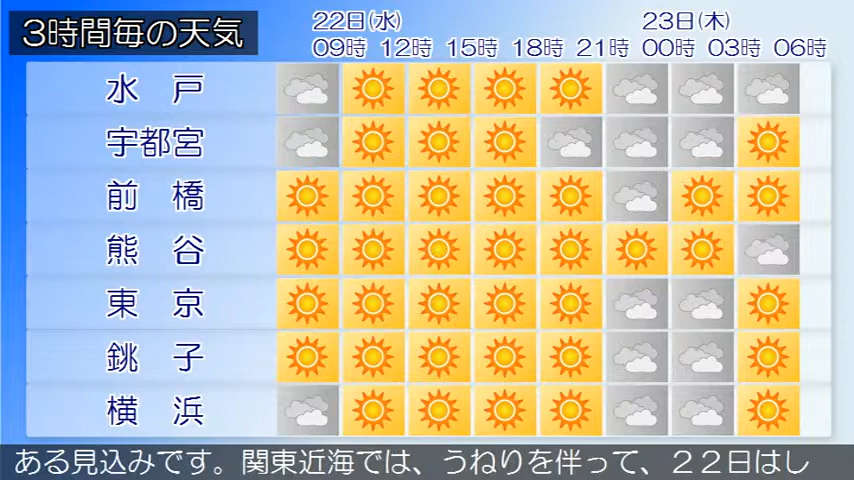 3時間毎の天気
22日(水) 23日(木)
09時 12時 15時 18時 21時 00時 03時 06時
水戸
宇都宮
前橋
熊谷
東京
銚子
横浜
ある見込みです。関東近海では、うねりを伴って、２２日はし